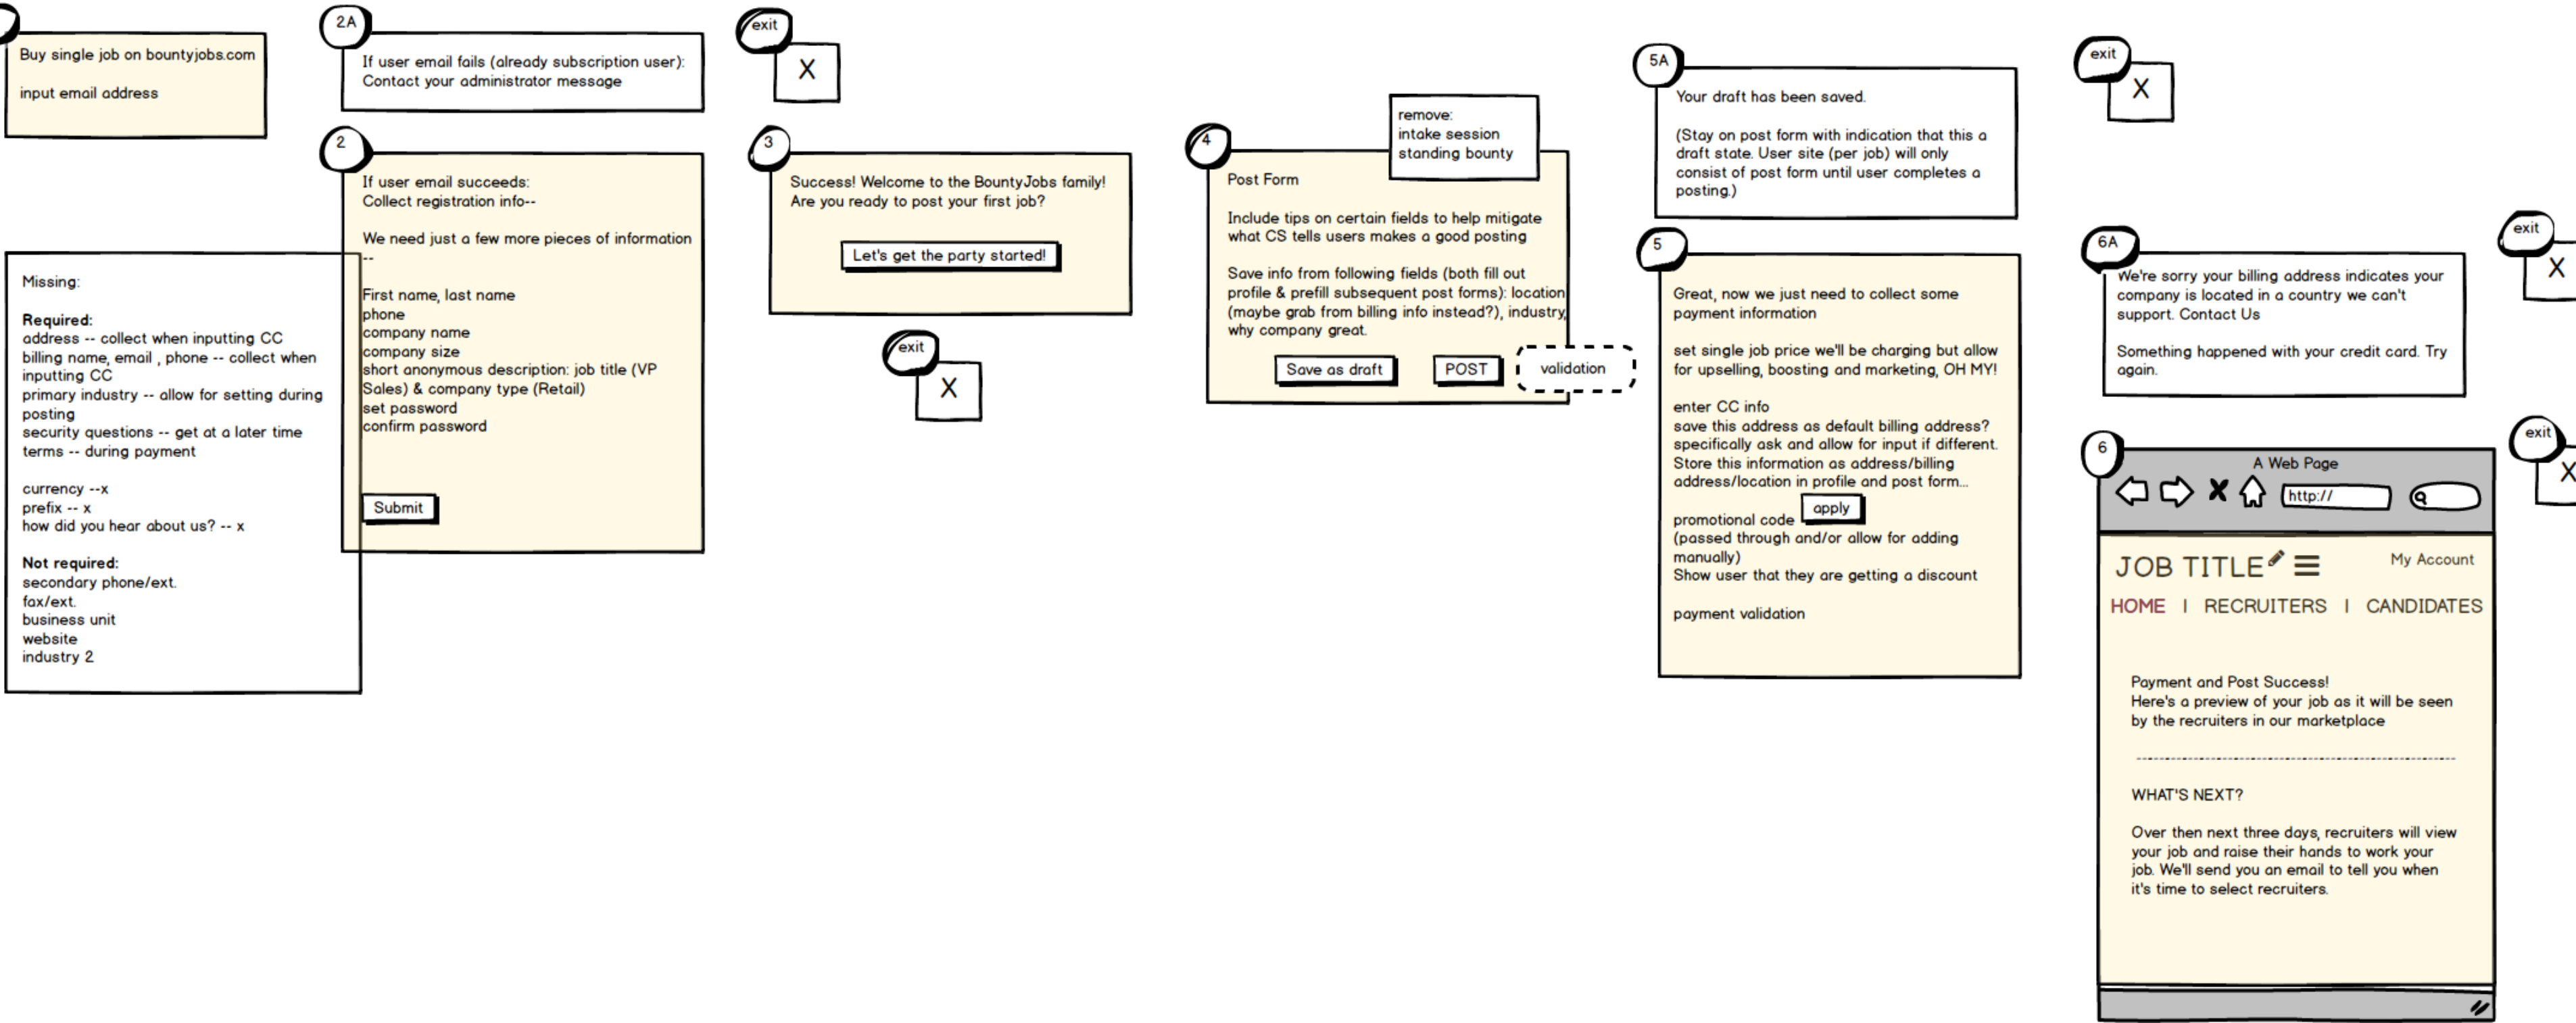 Buy single job on bountyjobs.com
input email address
2A
If user email fails (already subscription user):
Contact your administrator message
exit
X
2
If user email succeeds:
Collect registration info--
We need just a few more pieces of information
--
First name, last name
phone
company name
company size
short anonymous description: job title (VP
Sales) & company type (Retail)
set password
confirm password
Submit
Missing:
Required:
address -- collect when inputting CC
billing name, email , phone -- collect when
inputting CC
primary industry -- allow for setting during
posting
security questions -- get at a later time
terms -- during payment
currency --x
prefix -- x
how did you hear about us? -- x
Not required:
secondary phone/ext.
fax/ext.
business unit
website
industry 2
3
Success! Welcome to the BountyJobs family!
Are you ready to post your first job?
Let's get the party started!
exit
X
remove:
intake session
standing bounty
4
Post Form
Include tips on certain fields to help mitigate
what CS tells users makes a good posting
Save info from following fields (both fill out
profile & prefill subsequent post forms): location
(maybe grab from billing info instead?), industry,
why company great.
Save as draft
POST
validation
5A
Your draft has been saved.
(Stay on post form with indication that this a
draft state. User site (per job) will only
consist of post form until user completes a
posting.)
exit
X
5
Great, now we just need to collect some
payment information
set single job price we'll be charging but allow
for upselling, boosting and marketing, OH MY!
enter CC info
save this address as default billing address?
specifically ask and allow for input if different.
Store this information as address/billing
address/location in profile and post form...
promotional code
apply
(passed through and/or allow for adding
manually)
Show user that they are getting a discount
payment validation
6A
We're sorry your billing address indicates your
company is located in a country we can't
support. Contact Us
Something happened with your credit card. Try
again.
exit
X
6
A Web Page
http://
exit
X
JOB TITLE
My Account
HOME | RECRUITERS | CANDIDATES
Payment and Post Success!
Here's a preview of your job as it will be seen
by the recruiters in our marketplace
WHAT'S NEXT?
Over then next three days, recruiters will view
your job and raise their hands to work your
job. We'll send you an email to tell you when
it's time to select recruiters.